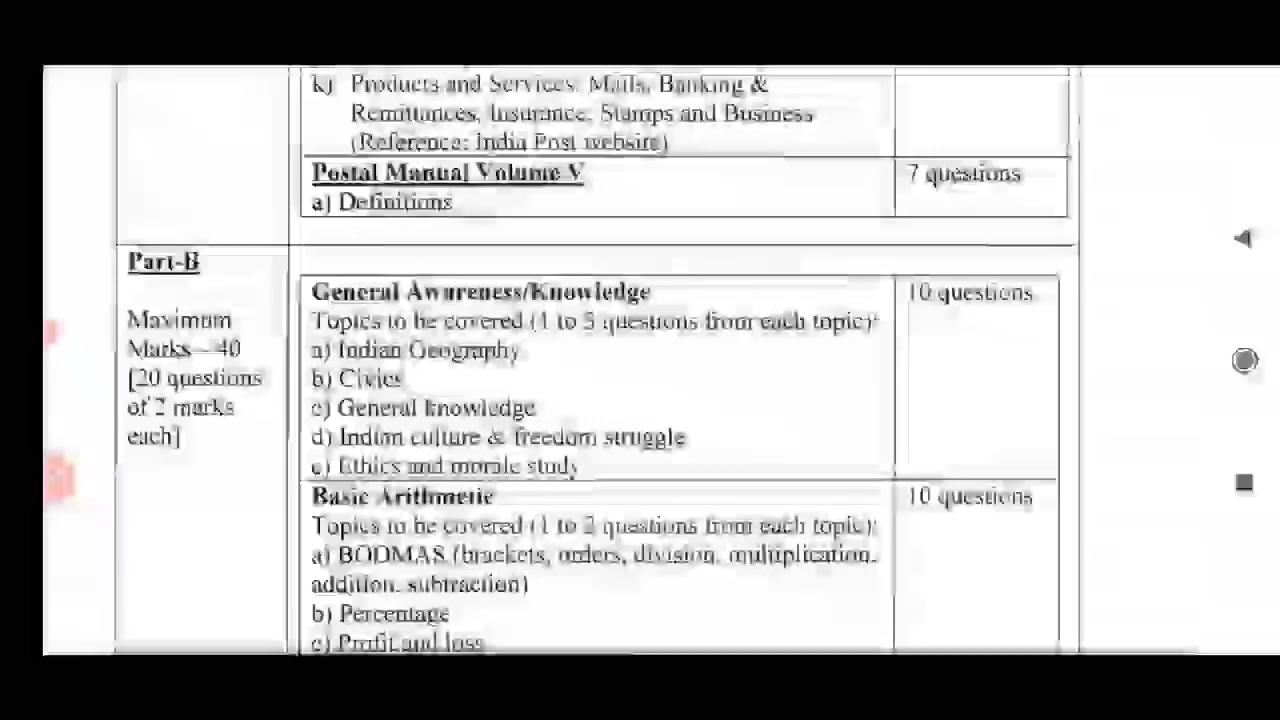 k) Products and Services: Mails, Banking &
Remittances, Insurance, Stamps and Business
(Reference: India Post website)
Postal Manual Volume V
7 questions
a) Definitions
Part-B
Maximum
Marks – 40
[20 questions
of 2 marks
each]
General Awareness/Knowledge
10 questions
Topics to be covered (1 to 5 questions from each topic):
a) Indian Geography
b) Civics
c) General knowledge
d) Indian culture & freedom struggle
e) Ethics and morale study
Basic Arithmetic
10 questions
Topics to be covered (1 to 2 questions from each topic):
a) BODMAS (brackets, orders, division, multiplication,
addition, subtraction)
b) Percentage
c) Profit and loss